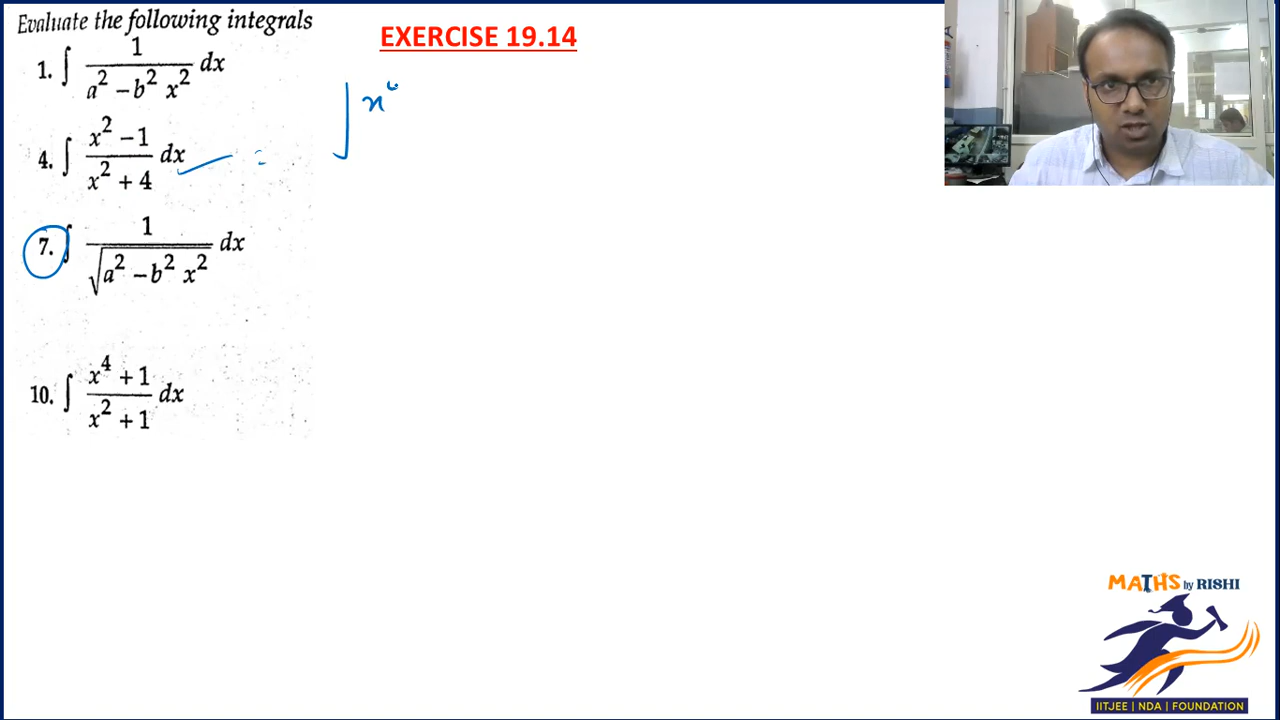 Evaluate the following integrals
EXERCISE 19.14
1. ∫ 1 / (a² − b² x²) dx
4. ∫ (x² − 1) / (x² + 4) dx
=
∫ x
7. ∫ 1 / √(a² − b² x²) dx
10. ∫ (x⁴ + 1) / (x² + 1) dx
MATHS by RISHI
IITJEE | NDA | FOUNDATION